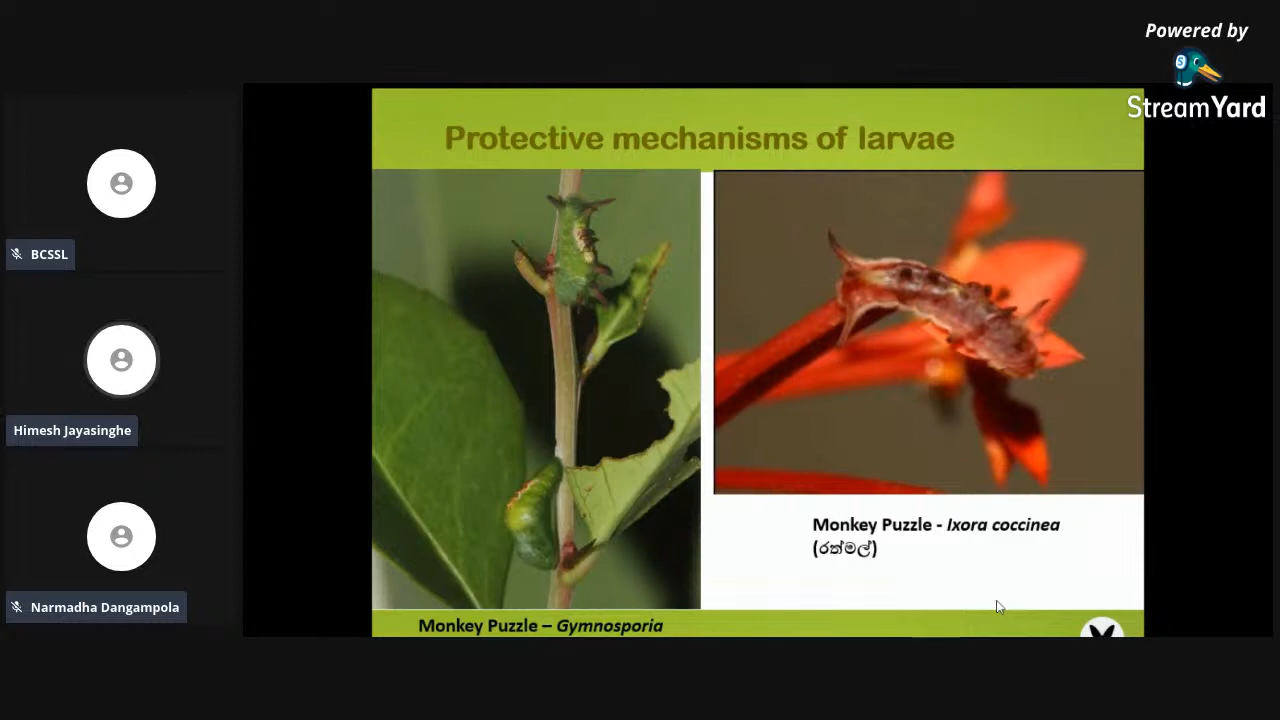 Powered by
StreamYard
Protective mechanisms of larvae
BCSSL
Himesh Jayasinghe
Narmadha Dangampola
Monkey Puzzle - Ixora coccinea
(රත්මල්)
Monkey Puzzle – Gymnosporia